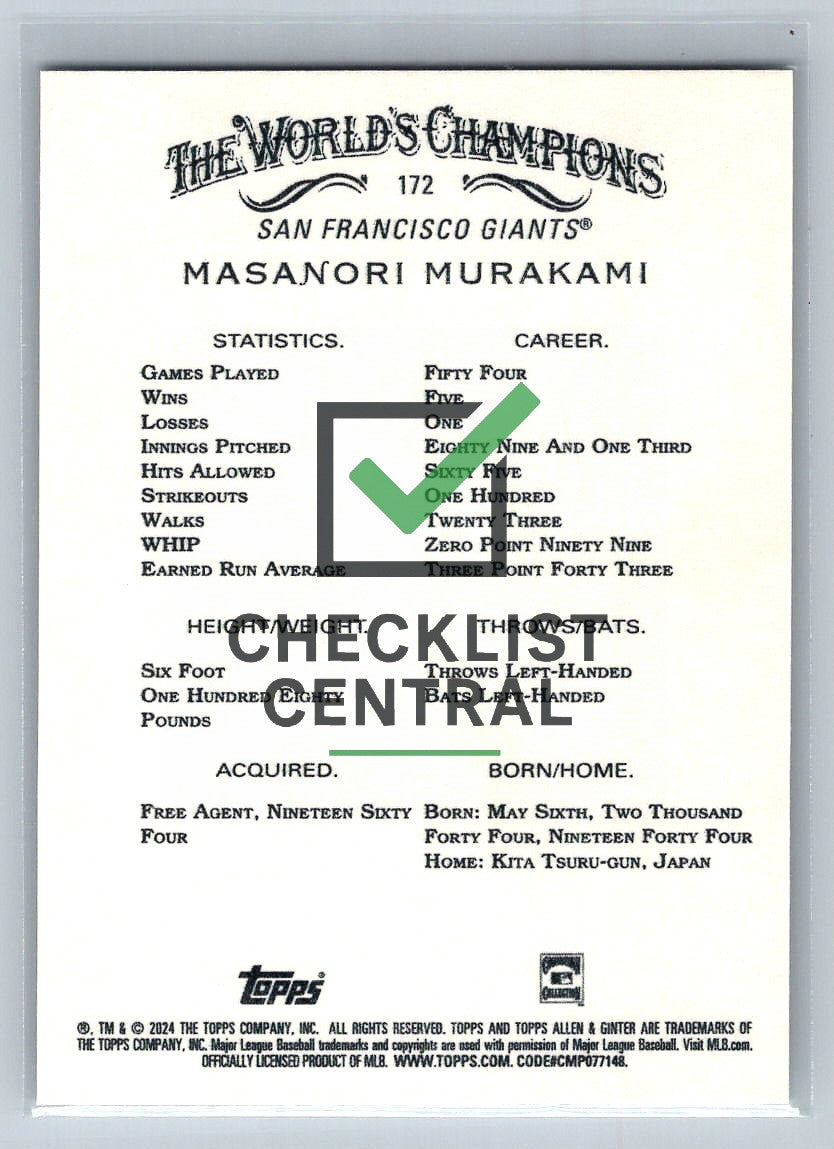 THE WORLD'S CHAMPIONS
172
SAN FRANCISCO GIANTS®
MASANORI MURAKAMI
STATISTICS. CAREER.
GAMES PLAYED FIFTY FOUR
WINS FIVE
LOSSES ONE
INNINGS PITCHED EIGHTY NINE AND ONE THIRD
HITS ALLOWED SIXTY FIVE
STRIKEOUTS ONE HUNDRED
WALKS TWENTY THREE
WHIP ZERO POINT NINETY NINE
EARNED RUN AVERAGE THREE POINT FORTY THREE
HEIGHT/WEIGHT. THROWS/BATS.
SIX FOOT THROWS LEFT-HANDED
ONE HUNDRED EIGHTY BATS LEFT-HANDED
POUNDS
CHECKLIST
CENTRAL
ACQUIRED. BORN/HOME.
FREE AGENT, NINETEEN SIXTY BORN: MAY SIXTH, TWO THOUSAND
FOUR FORTY FOUR, NINETEEN FORTY FOUR
HOME: KITA TSURU-GUN, JAPAN
Topps®
®, TM & © 2024 THE TOPPS COMPANY, INC. ALL RIGHTS RESERVED. TOPPS AND TOPPS ALLEN & GINTER ARE TRADEMARKS OF
THE TOPPS COMPANY, INC. Major League Baseball trademarks and copyrights are used with permission of Major League Baseball. Visit MLB.com.
OFFICIALLY LICENSED PRODUCT OF MLB. WWW.TOPPS.COM. CODE#CMP077148.